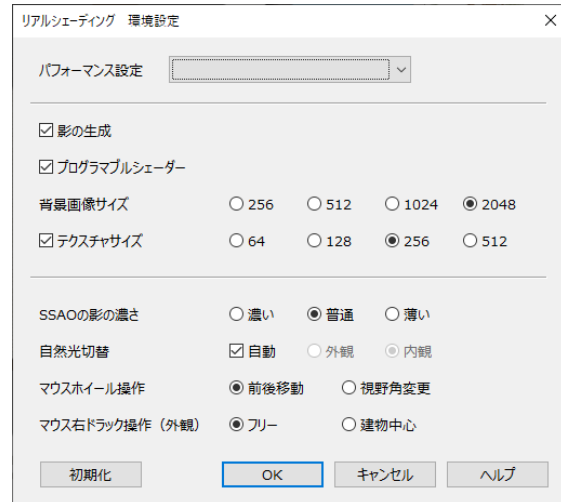 リアルシェーディング 環境設定
パフォーマンス設定
影の生成
プログラマブルシェーダー
背景画像サイズ 256 512 1024 2048
テクスチャサイズ 64 128 256 512
SSAOの影の濃さ 濃い 普通 薄い
自然光切替 自動 外観 内観
マウスホイール操作 前後移動 視野角変更
マウス右ドラック操作（外観） フリー 建物中心
初期化 OK キャンセル ヘルプ